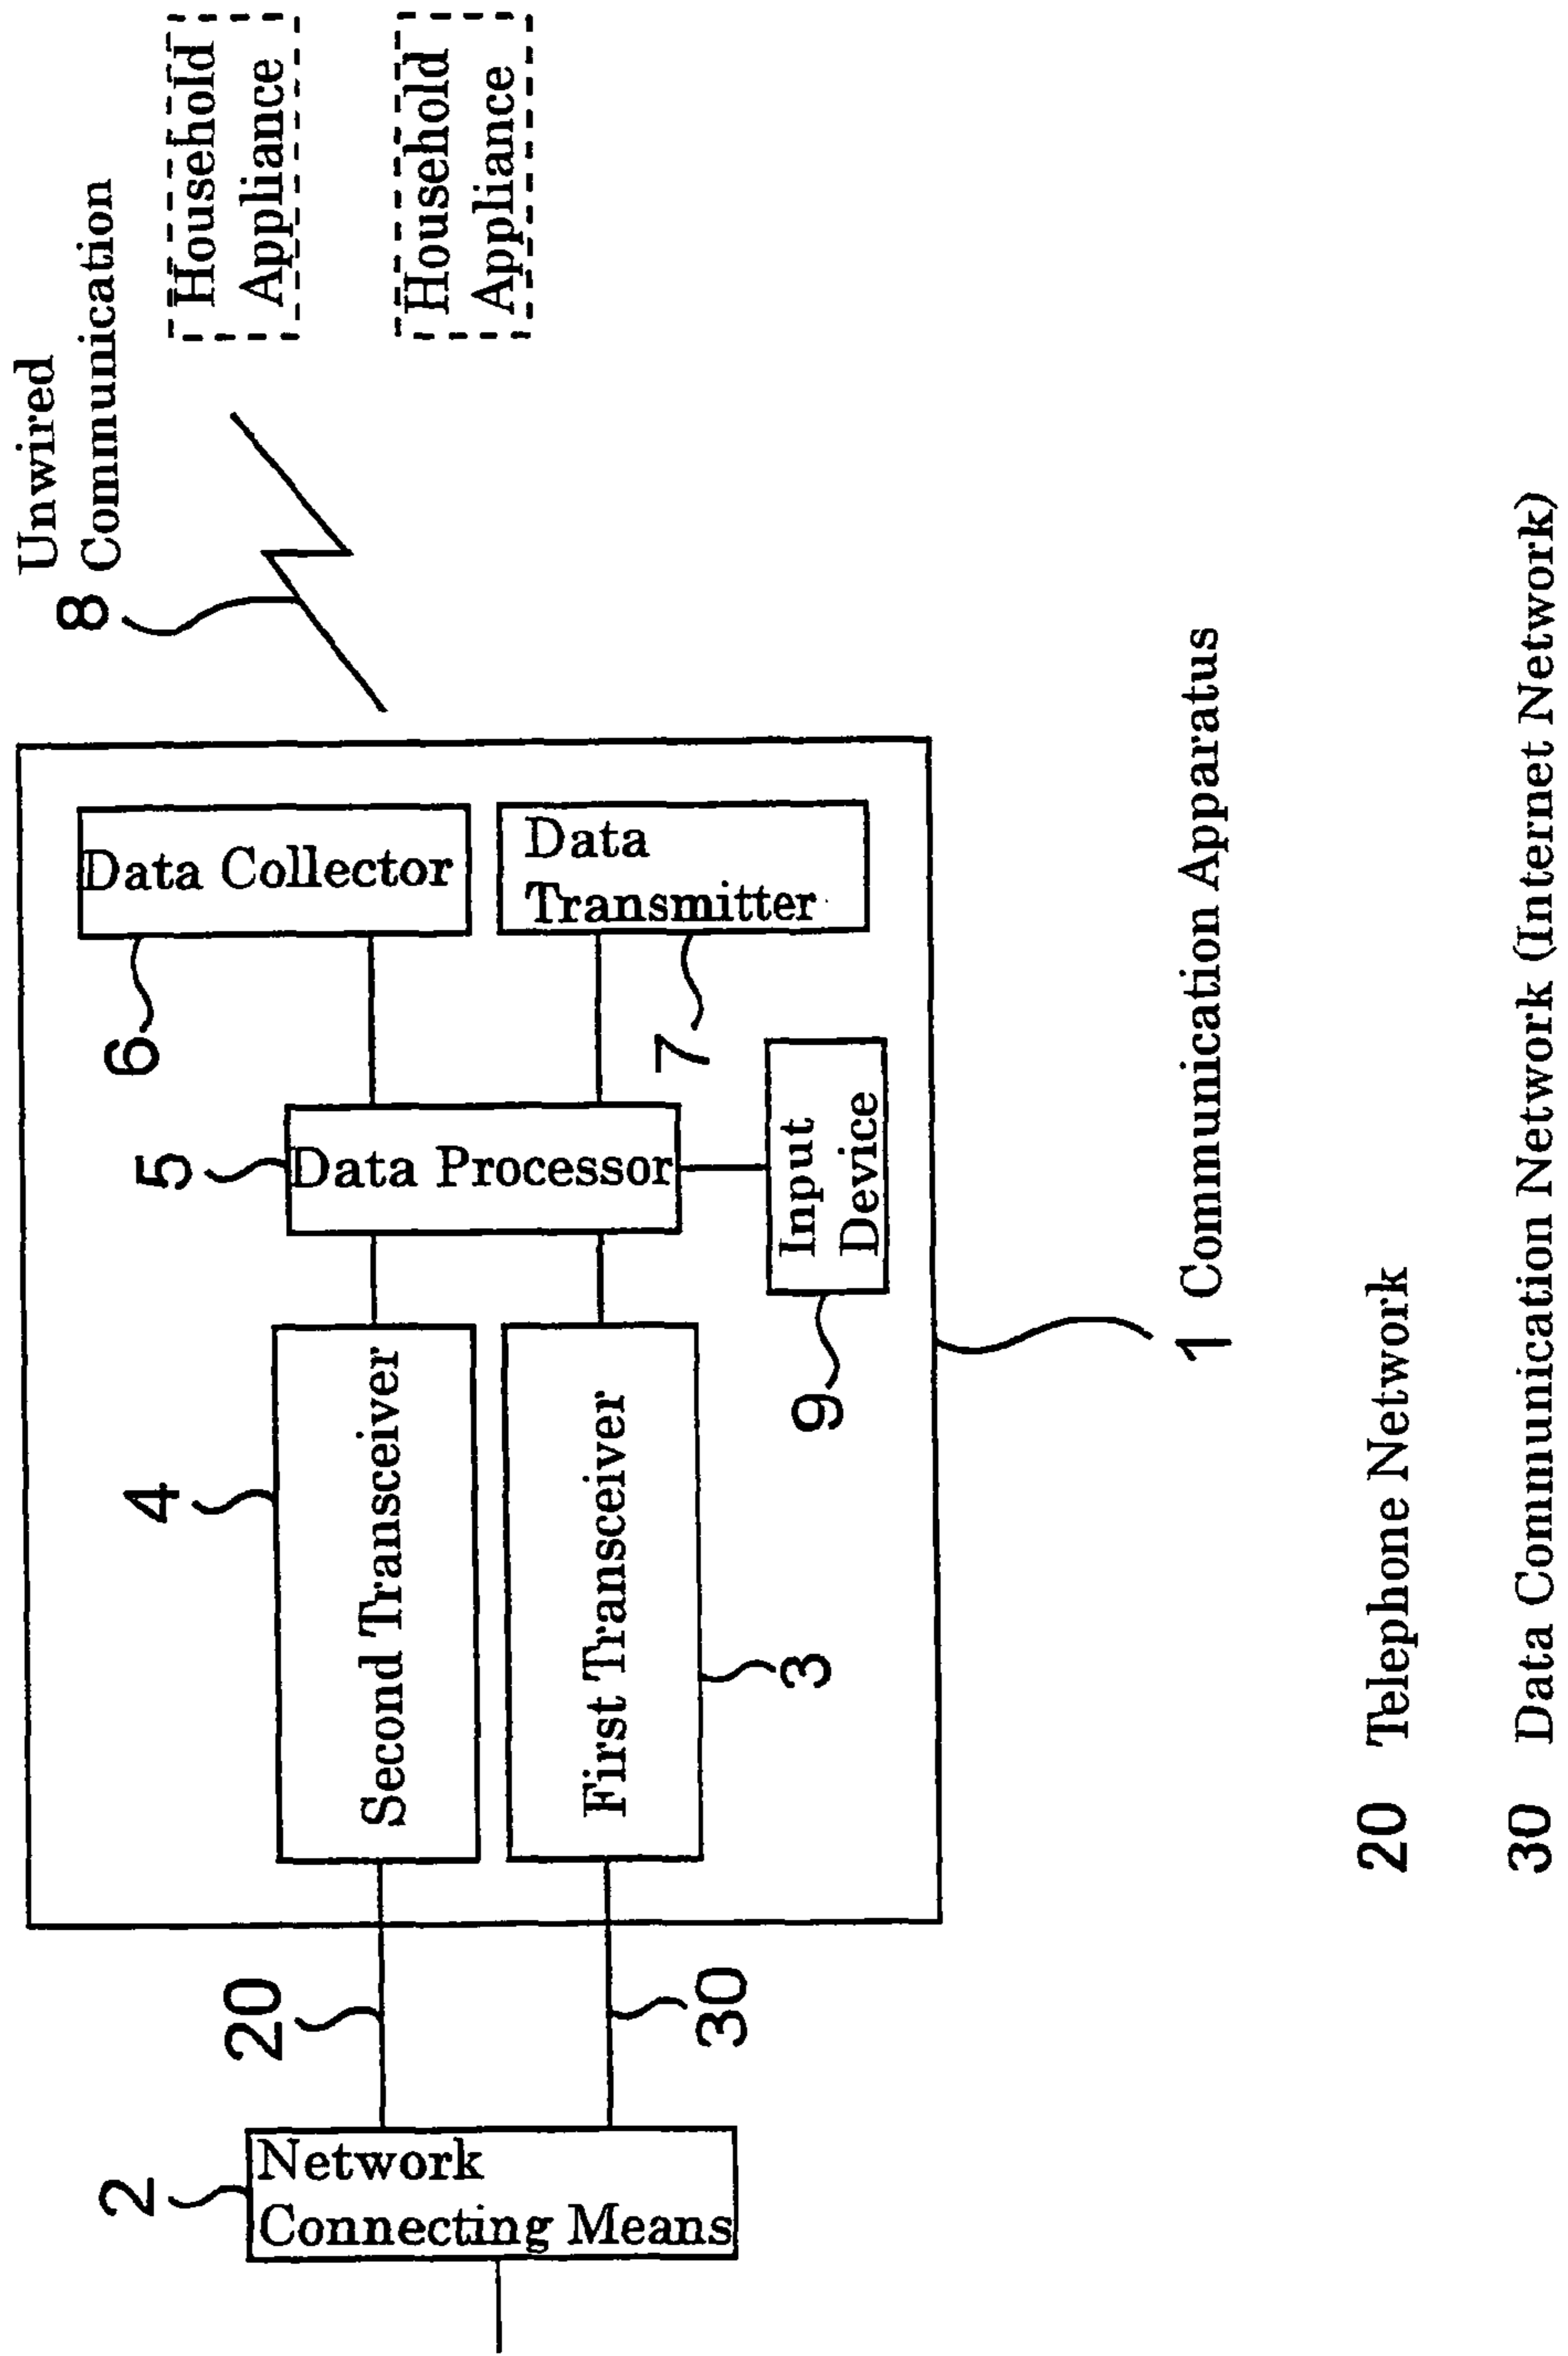 Unwired
8 Communication
Household
Appliance
Household
Appliance
Data Collector
6
Data
Transmitter
7
5
Data Processor
Input
Device
9
4
Second Transceiver
First Transceiver
3
20
30
2
Network
Connecting Means
1 Communication Apparatus
20 Telephone Network
30 Data Communication Network (Internet Network)